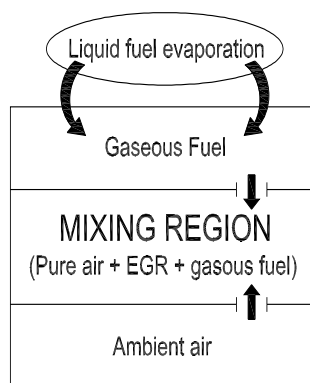 Liquid fuel evaporation
Gaseous Fuel
MIXING REGION
(Pure air + EGR + gasous fuel)
Ambient air